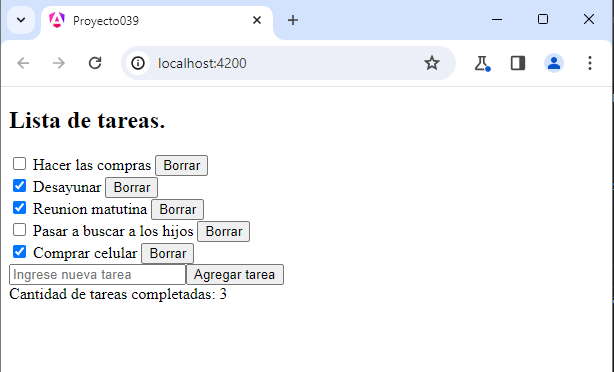 Proyecto039
localhost:4200
Lista de tareas.
Hacer las compras Borrar
Desayunar Borrar
Reunion matutina Borrar
Pasar a buscar a los hijos Borrar
Comprar celular Borrar
Ingrese nueva tarea Agregar tarea
Cantidad de tareas completadas: 3